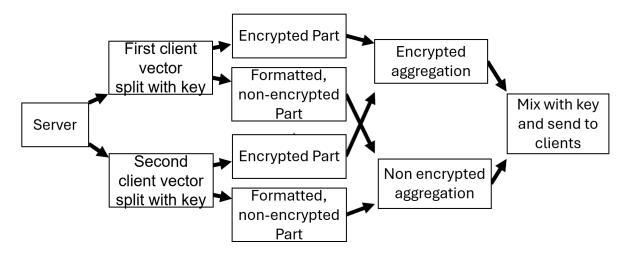 Server
First client
vector
split with key
Second
client vector
split with key
Encrypted Part
Formatted,
non-encrypted
Part
Encrypted Part
Formatted,
non-encrypted
Part
Encrypted
aggregation
Non encrypted
aggregation
Mix with key
and send to
clients